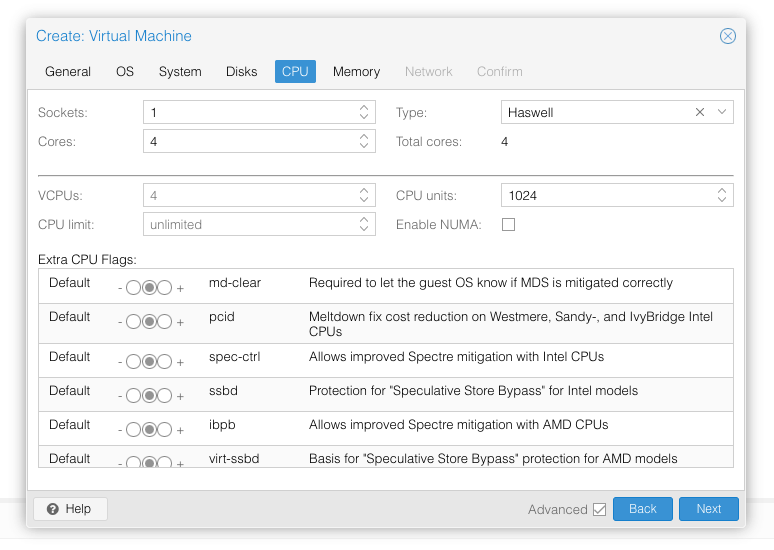 Create: Virtual Machine
General OS System Disks CPU Memory Network Confirm
Sockets: 1 Type: Haswell
Cores: 4 Total cores: 4
VCPUs: 4 CPU units: 1024
CPU limit: unlimited Enable NUMA:
Extra CPU Flags:
Default - + md-clear Required to let the guest OS know if MDS is mitigated correctly
Default - + pcid Meltdown fix cost reduction on Westmere, Sandy-, and IvyBridge Intel
CPUs
Default - + spec-ctrl Allows improved Spectre mitigation with Intel CPUs
Default - + ssbd Protection for "Speculative Store Bypass" for Intel models
Default - + ibpb Allows improved Spectre mitigation with AMD CPUs
Default - + virt-ssbd Basis for "Speculative Store Bypass" protection for AMD models
Help Advanced Back Next